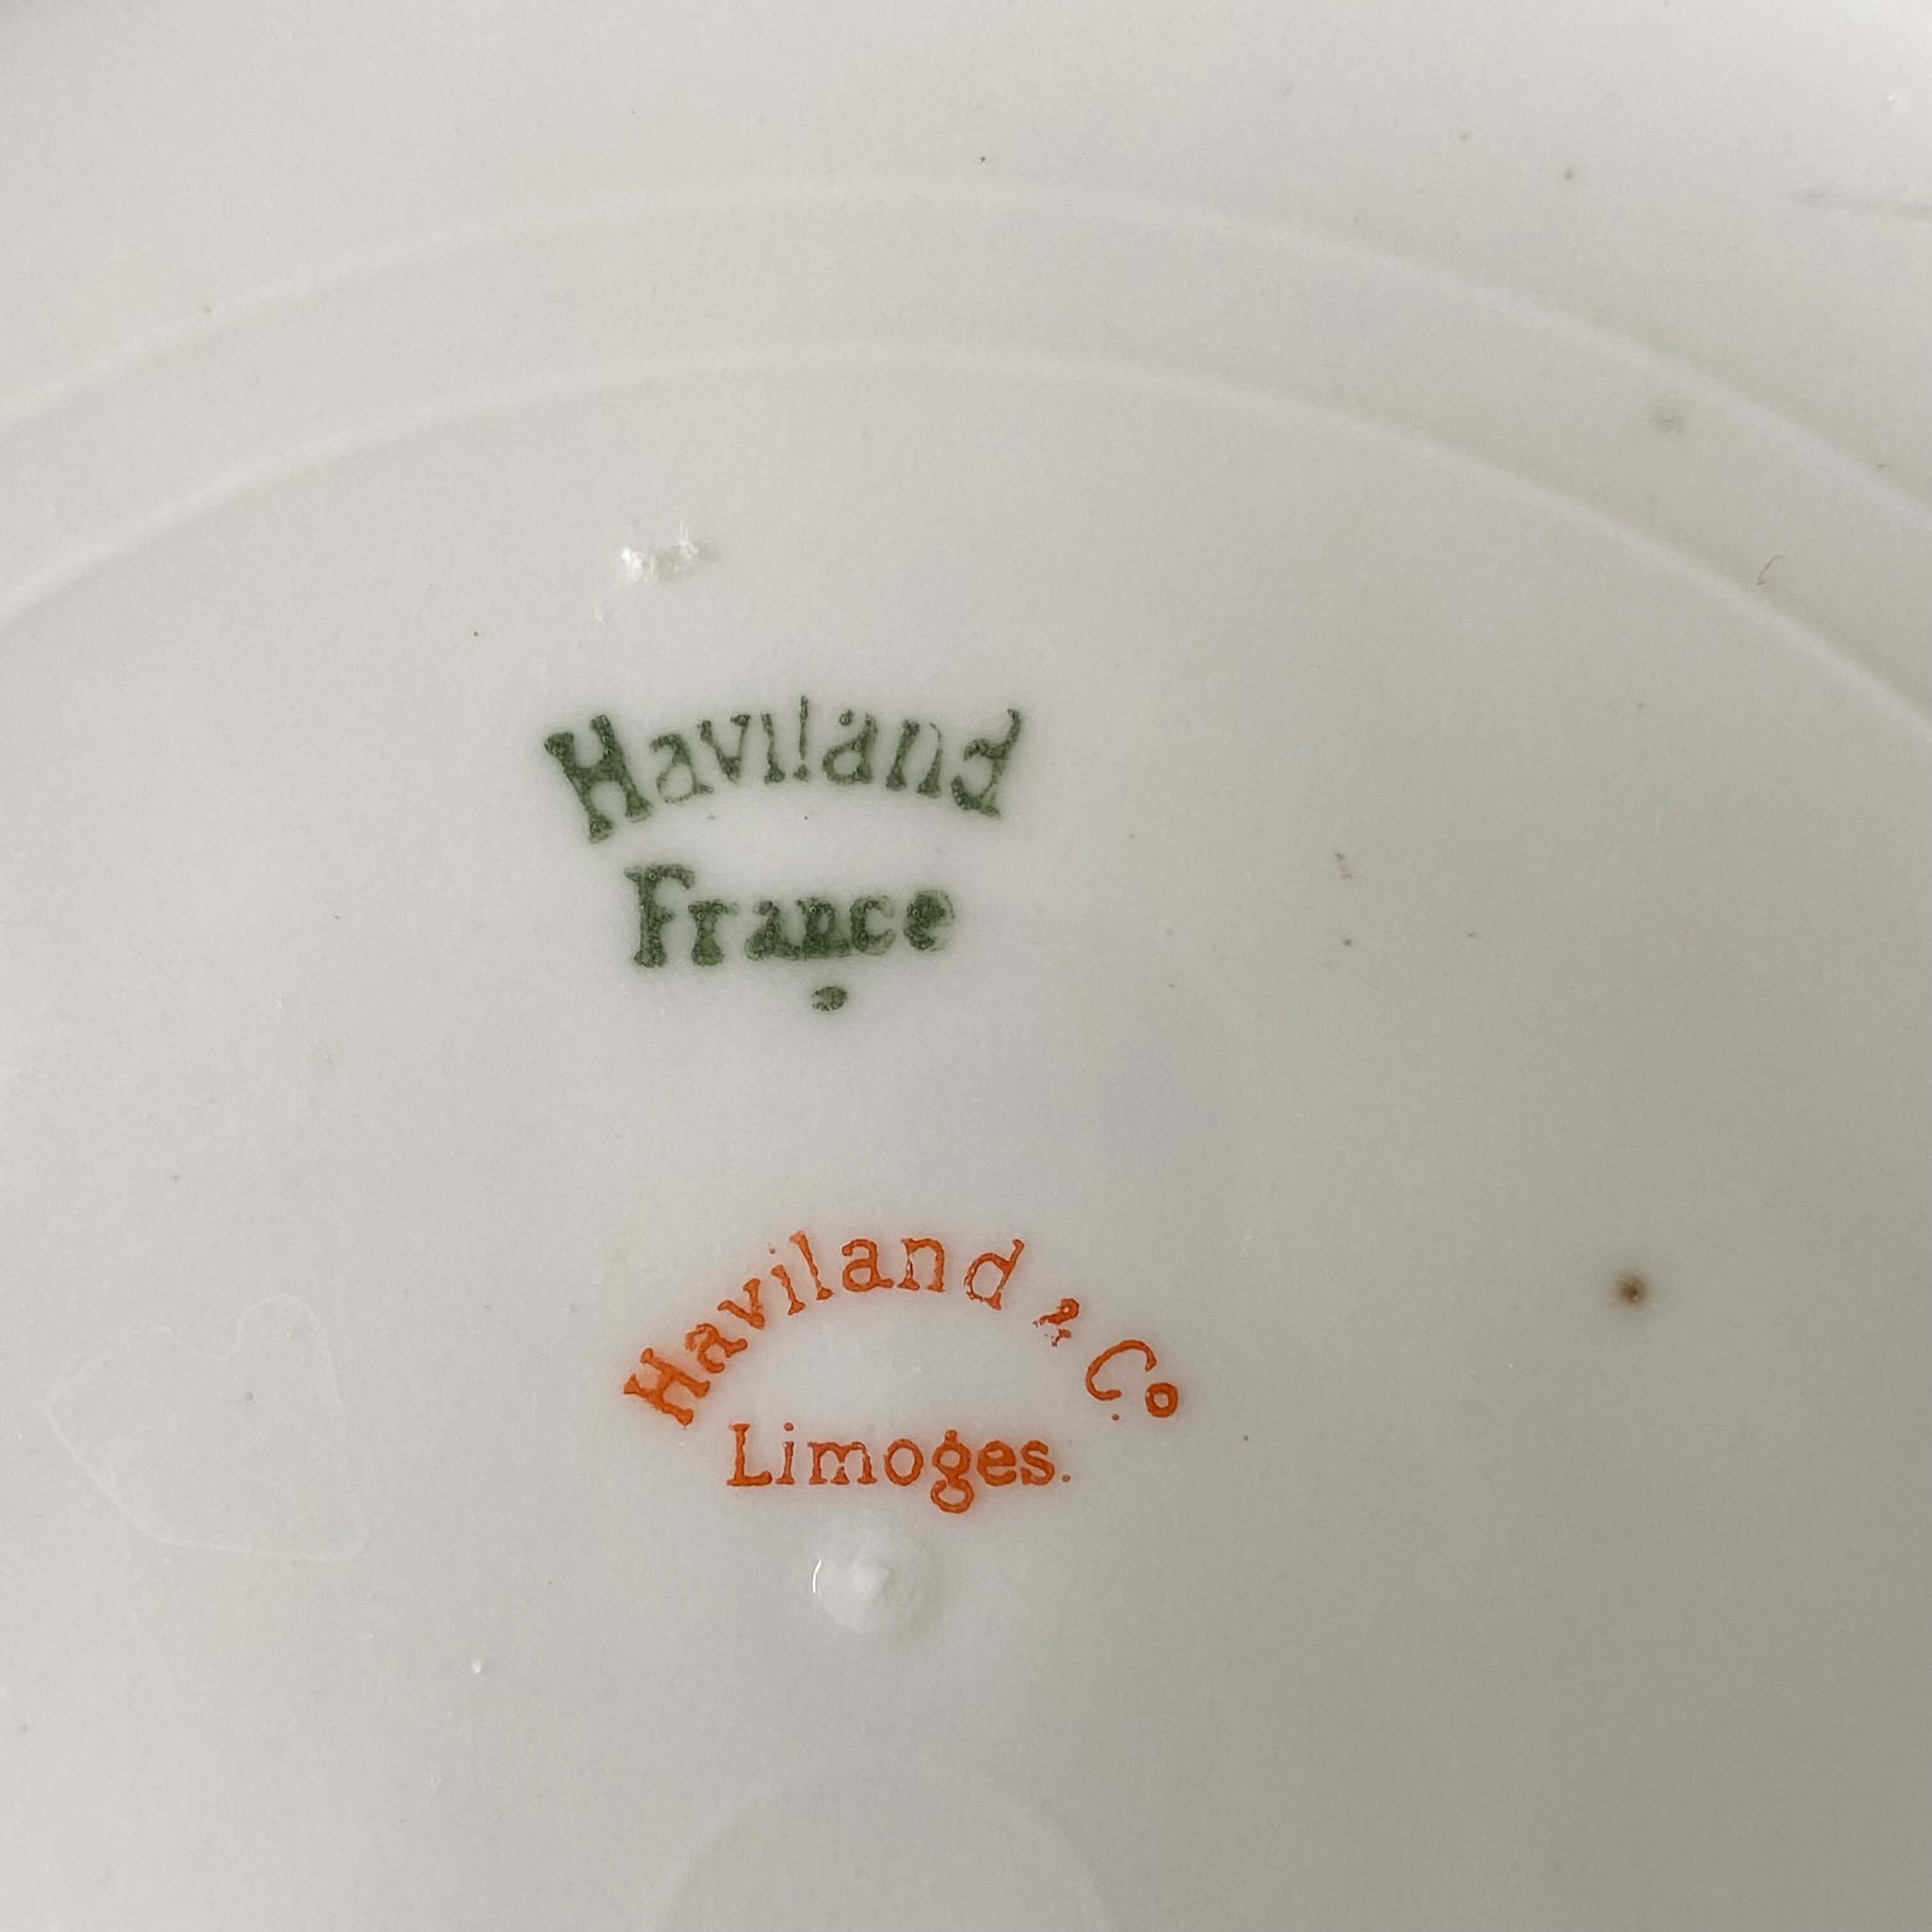 Haviland
France
Haviland & Co
Limoges.